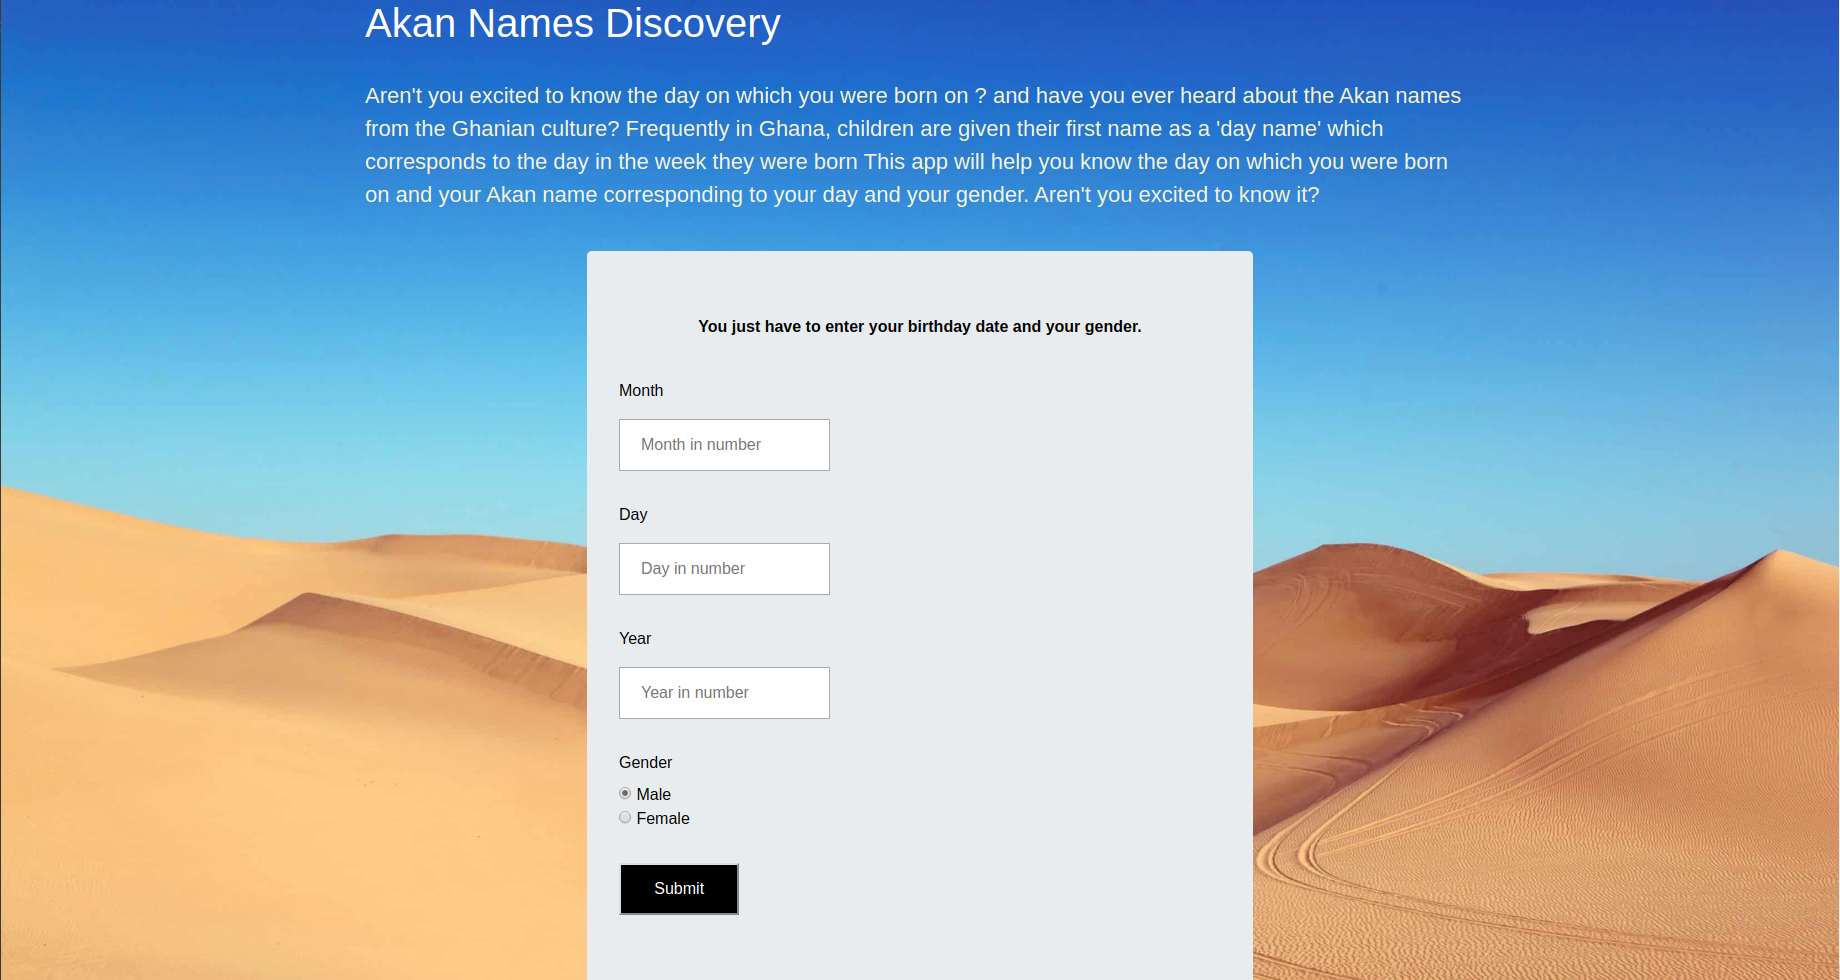 Akan Names Discovery
Aren't you excited to know the day on which you were born on ? and have you ever heard about the Akan names
from the Ghanian culture? Frequently in Ghana, children are given their first name as a 'day name' which
corresponds to the day in the week they were born This app will help you know the day on which you were born
on and your Akan name corresponding to your day and your gender. Aren't you excited to know it?
You just have to enter your birthday date and your gender.
Month
Month in number
Day
Day in number
Year
Year in number
Gender
Male
Female
Submit